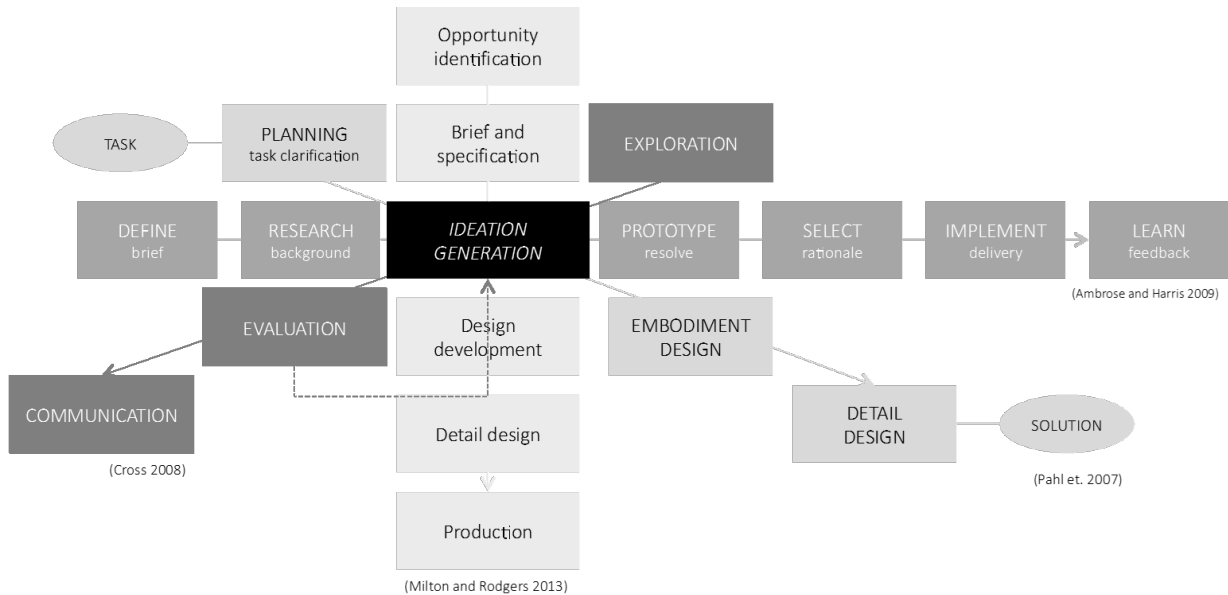 Opportunity
identification
TASK
PLANNING
task clarification
Brief and
specification
EXPLORATION
DEFINE
brief
RESEARCH
background
IDEATION
GENERATION
PROTOTYPE
resolve
SELECT
rationale
IMPLEMENT
delivery
LEARN
feedback
(Ambrose and Harris 2009)
EVALUATION
Design
development
EMBODIMENT
DESIGN
COMMUNICATION
(Cross 2008)
Detail design
DETAIL
DESIGN
SOLUTION
(Pahl et. 2007)
Production
(Milton and Rodgers 2013)